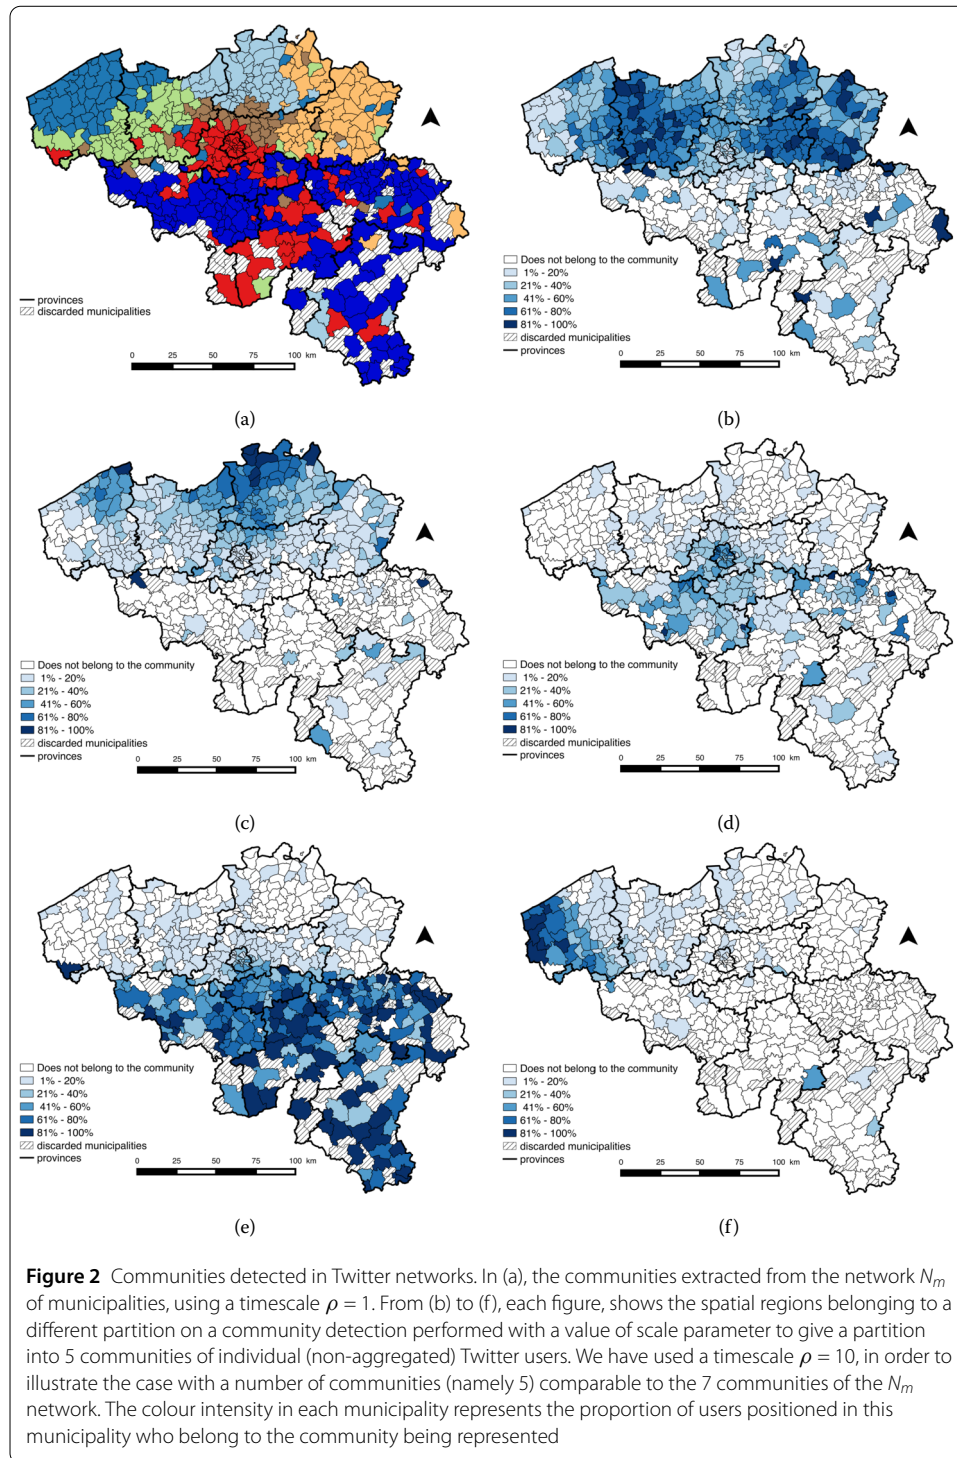 provinces
discarded municipalities
0 25 50 75 100 km
(a)
Does not belong to the community
1% - 20%
21% - 40%
41% - 60%
61% - 80%
81% - 100%
discarded municipalities
provinces
0 25 50 75 100 km
(b)
Does not belong to the community
1% - 20%
21% - 40%
41% - 60%
61% - 80%
81% - 100%
discarded municipalities
provinces
0 25 50 75 100 km
(c)
Does not belong to the community
1% - 20%
21% - 40%
41% - 60%
61% - 80%
81% - 100%
discarded municipalities
provinces
0 25 50 75 100 km
(d)
Does not belong to the community
1% - 20%
21% - 40%
41% - 60%
61% - 80%
81% - 100%
discarded municipalities
provinces
0 25 50 75 100 km
(e)
Does not belong to the community
1% - 20%
21% - 40%
41% - 60%
61% - 80%
81% - 100%
discarded municipalities
provinces
0 25 50 75 100 km
(f)
Figure 2 Communities detected in Twitter networks. In (a), the communities extracted from the network Nm
of municipalities, using a timescale ρ = 1. From (b) to (f), each figure, shows the spatial regions belonging to a
different partition on a community detection performed with a value of scale parameter to give a partition
into 5 communities of individual (non-aggregated) Twitter users. We have used a timescale ρ = 10, in order to
illustrate the case with a number of communities (namely 5) comparable to the 7 communities of the Nm
network. The colour intensity in each municipality represents the proportion of users positioned in this
municipality who belong to the community being represented